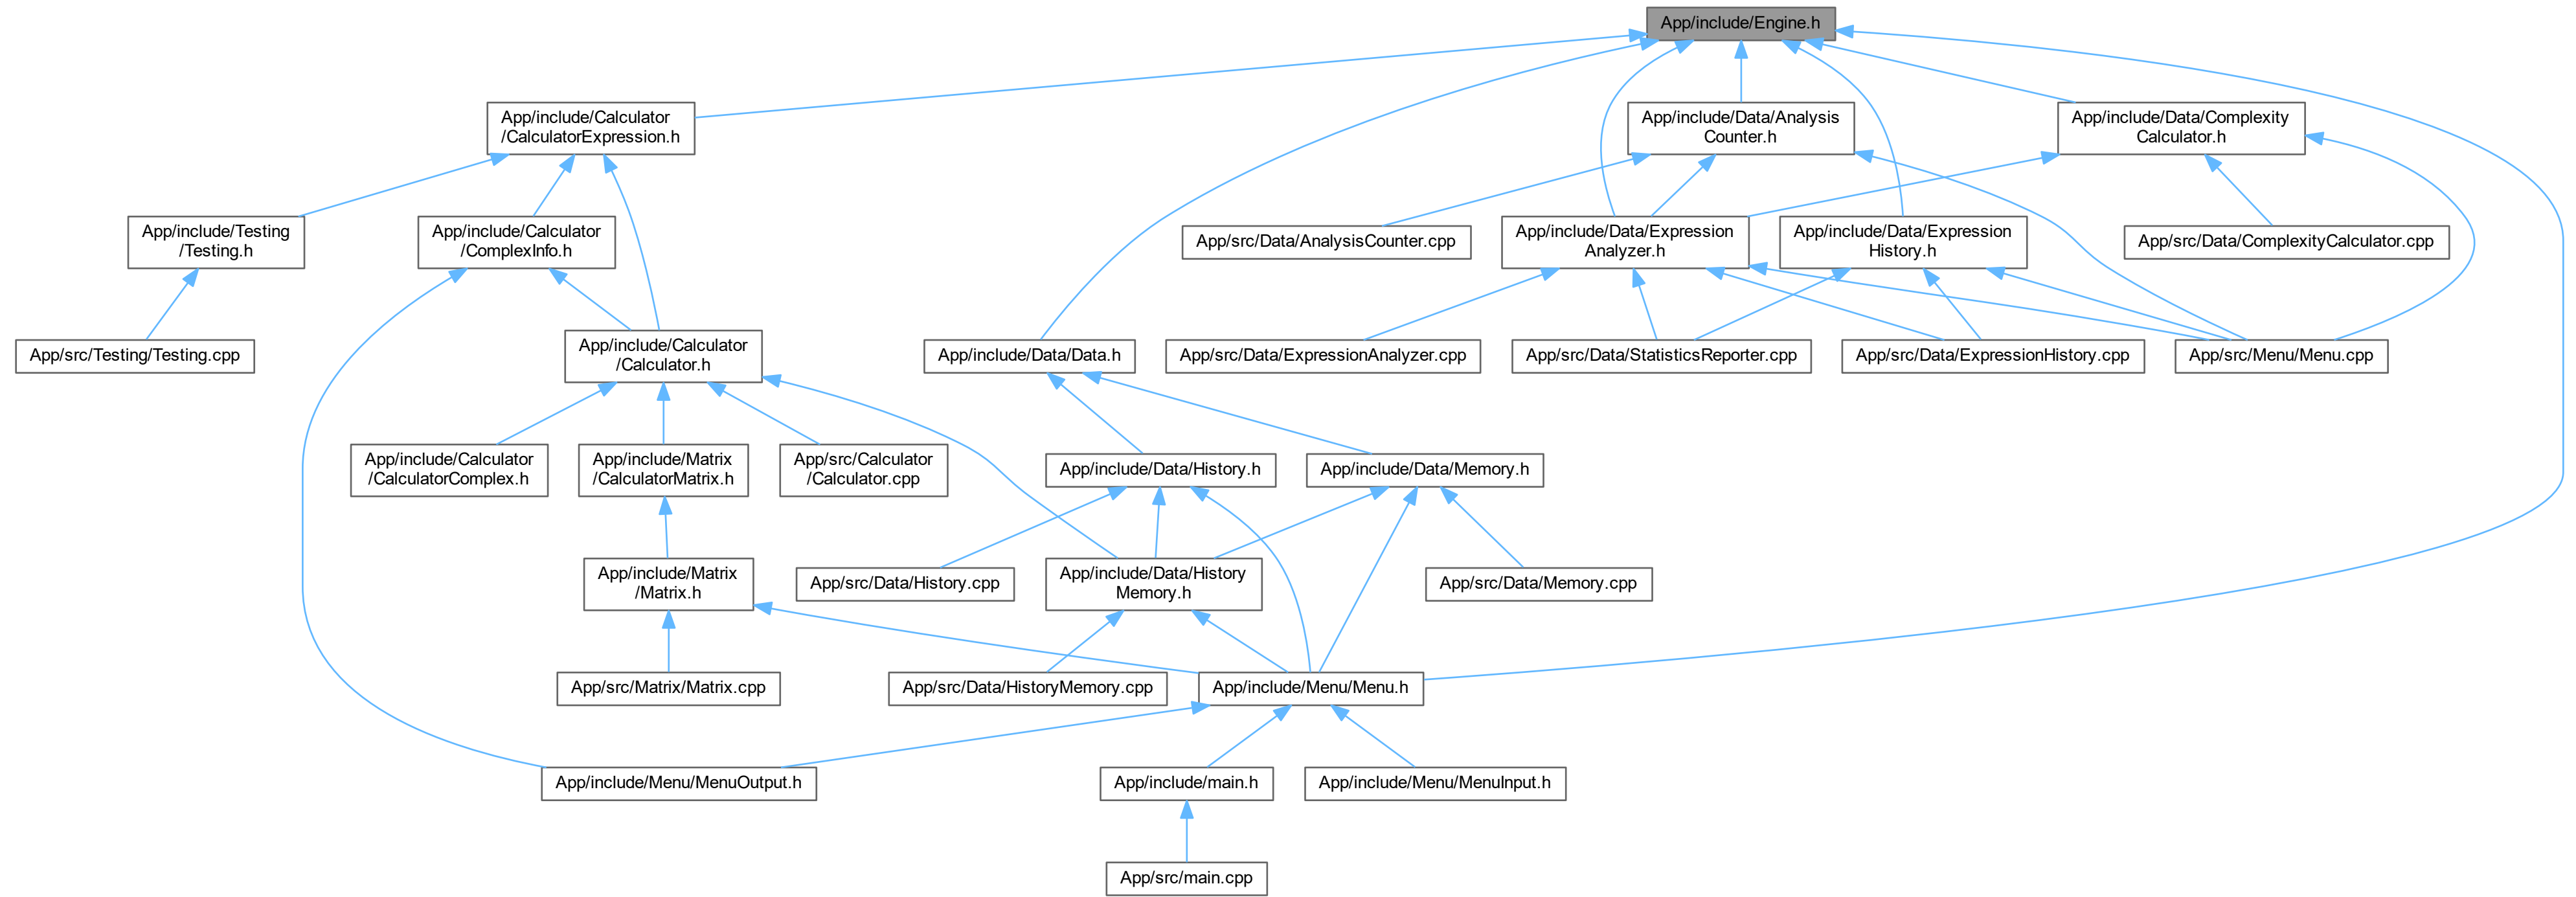 App/include/Engine.h
App/include/Calculator
/CalculatorExpression.h
App/include/Data/Analysis
Counter.h
App/include/Data/Complexity
Calculator.h
App/include/Testing
/Testing.h
App/include/Calculator
/ComplexInfo.h
App/src/Data/AnalysisCounter.cpp
App/include/Data/Expression
Analyzer.h
App/include/Data/Expression
History.h
App/src/Data/ComplexityCalculator.cpp
App/src/Testing/Testing.cpp
App/include/Calculator
/Calculator.h
App/include/Data/Data.h
App/src/Data/ExpressionAnalyzer.cpp
App/src/Data/StatisticsReporter.cpp
App/src/Data/ExpressionHistory.cpp
App/src/Menu/Menu.cpp
App/include/Calculator
/CalculatorComplex.h
App/include/Matrix
/CalculatorMatrix.h
App/src/Calculator
/Calculator.cpp
App/include/Data/History.h
App/include/Data/Memory.h
App/include/Matrix
/Matrix.h
App/src/Data/History.cpp
App/include/Data/History
Memory.h
App/src/Data/Memory.cpp
App/src/Matrix/Matrix.cpp
App/src/Data/HistoryMemory.cpp
App/include/Menu/Menu.h
App/include/Menu/MenuOutput.h
App/include/main.h
App/include/Menu/MenuInput.h
App/src/main.cpp